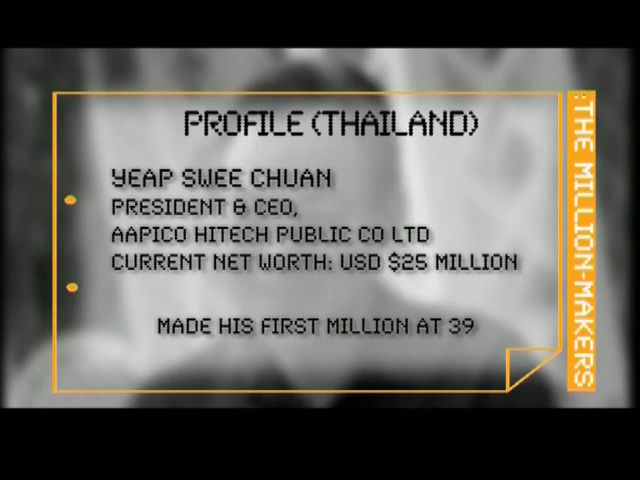 PROFILE (THAILAND)
YEAP SWEE CHUAN
PRESIDENT & CEO,
AAPICO HITECH PUBLIC CO LTD
CURRENT NET WORTH: USD $25 MILLION
MADE HIS FIRST MILLION AT 39
:THE MILLION-MAKERS